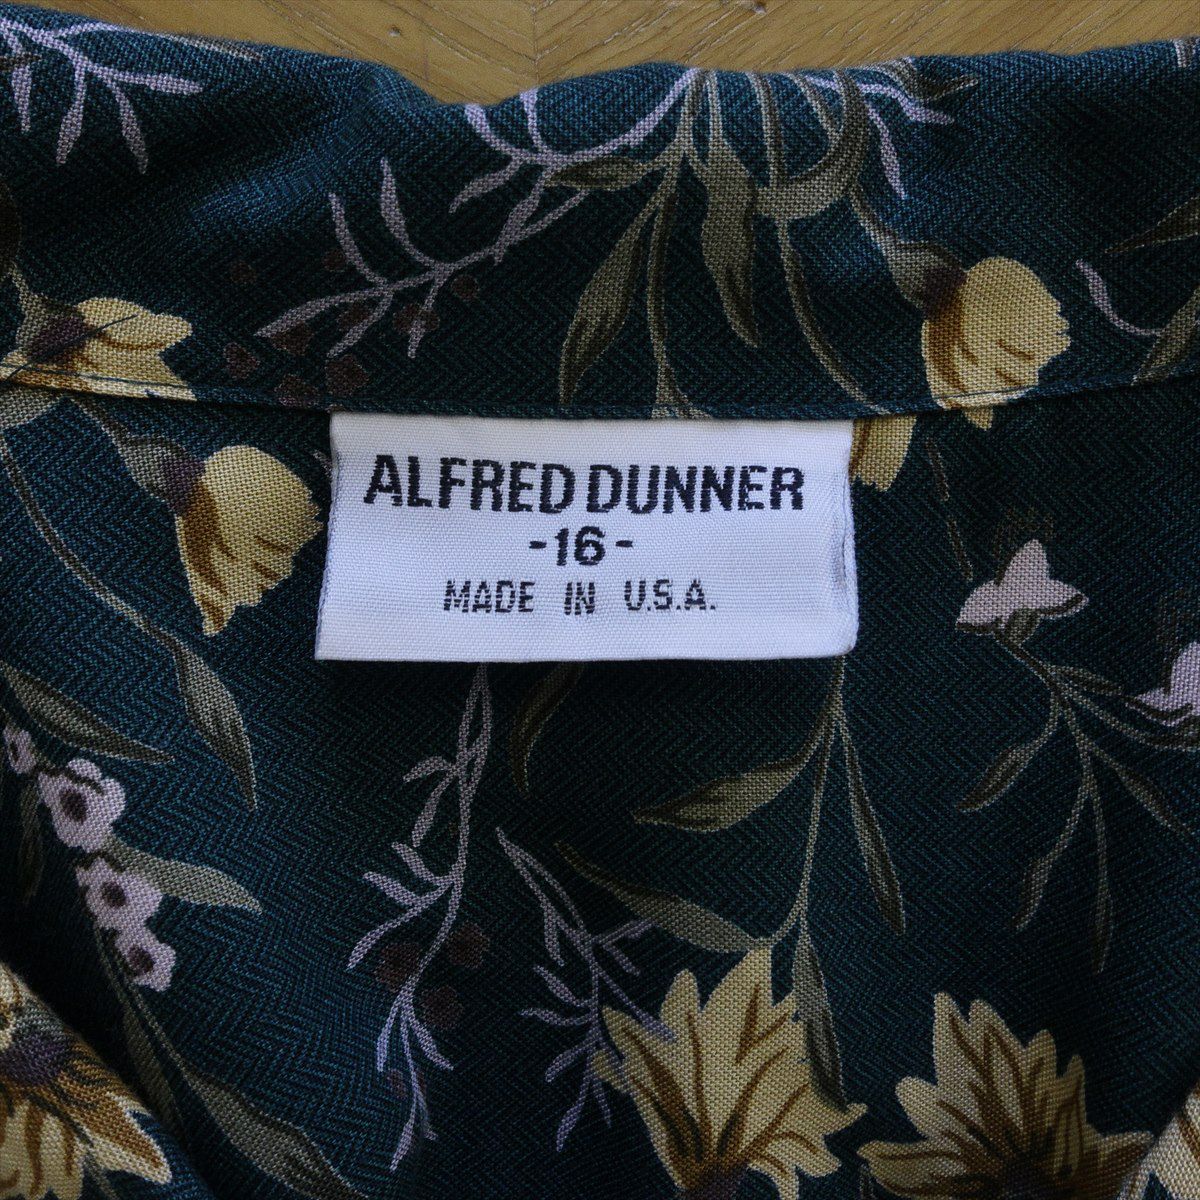 ALFRED DUNNER
-16-
MADE IN U.S.A.